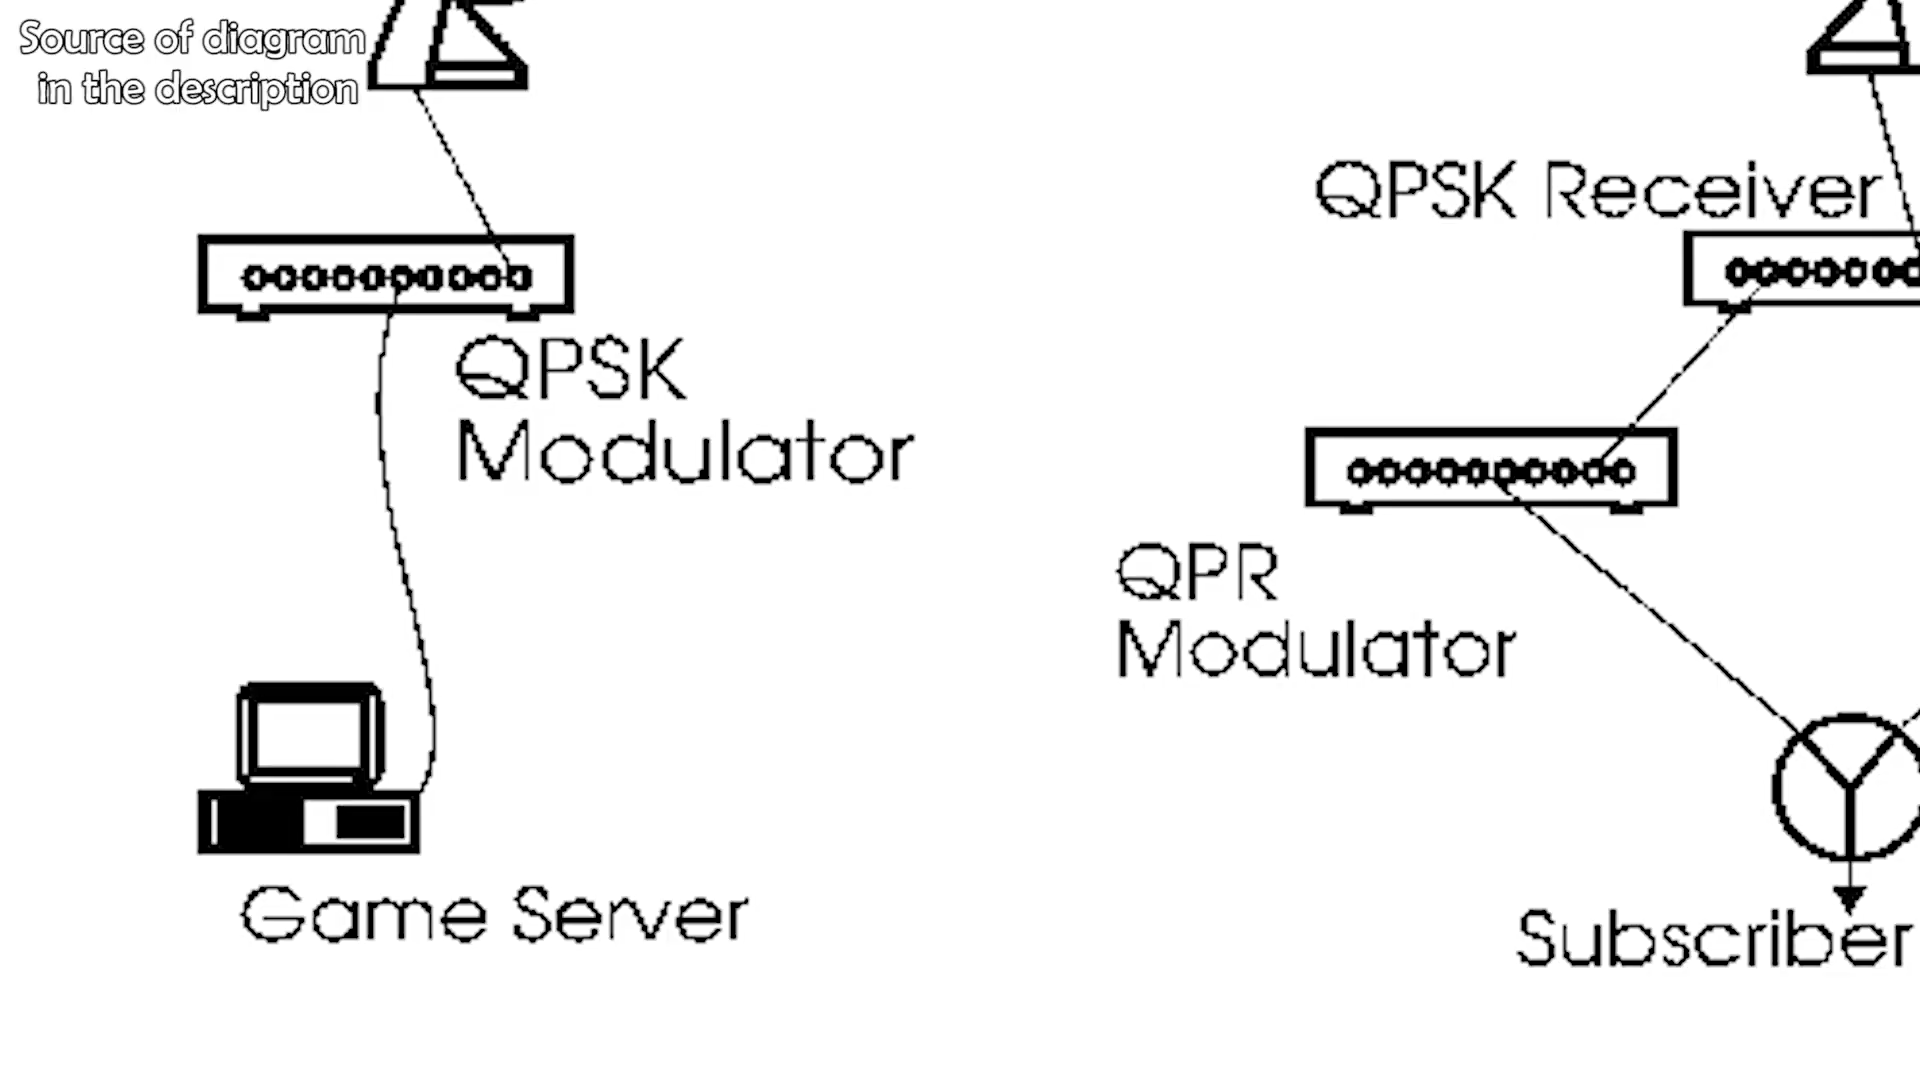 Source of diagram
in the description
QPSK Receiver
QPSK
Modulator
QPR
Modulator
Game Server
Subscriber